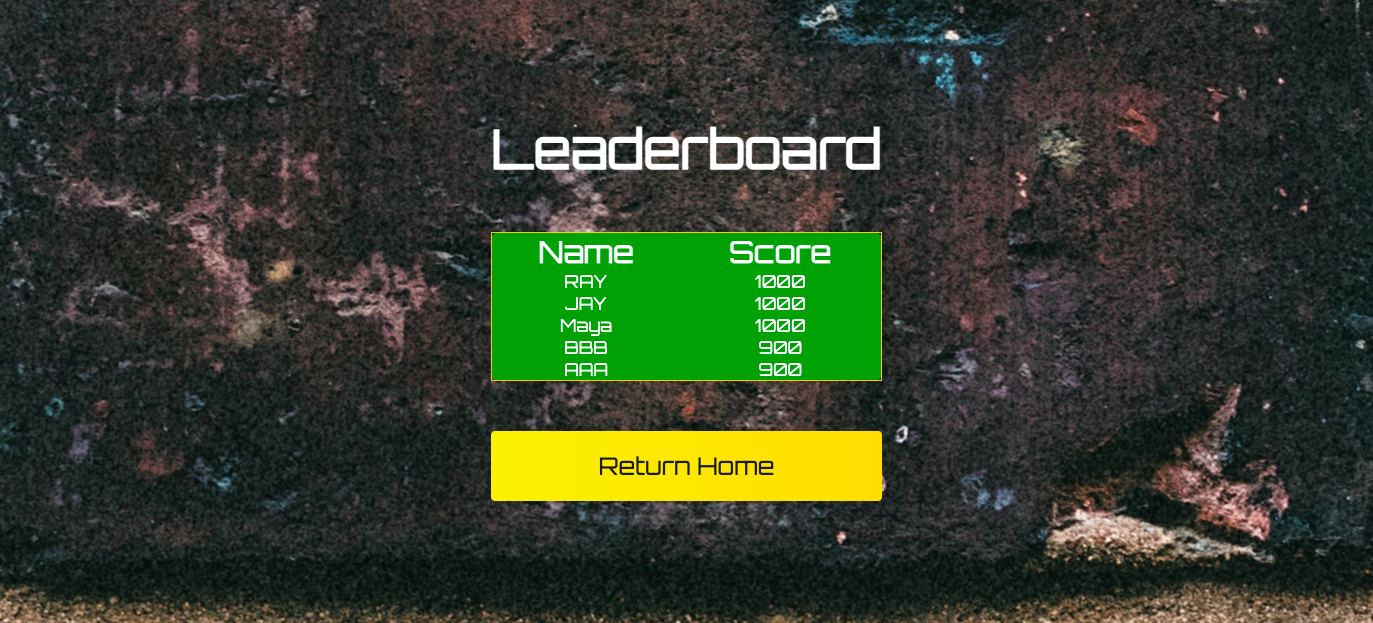 Leaderboard
Name Score
RAY 1000
JAY 1000
Maya 1000
BBB 900
AAA 900
Return Home